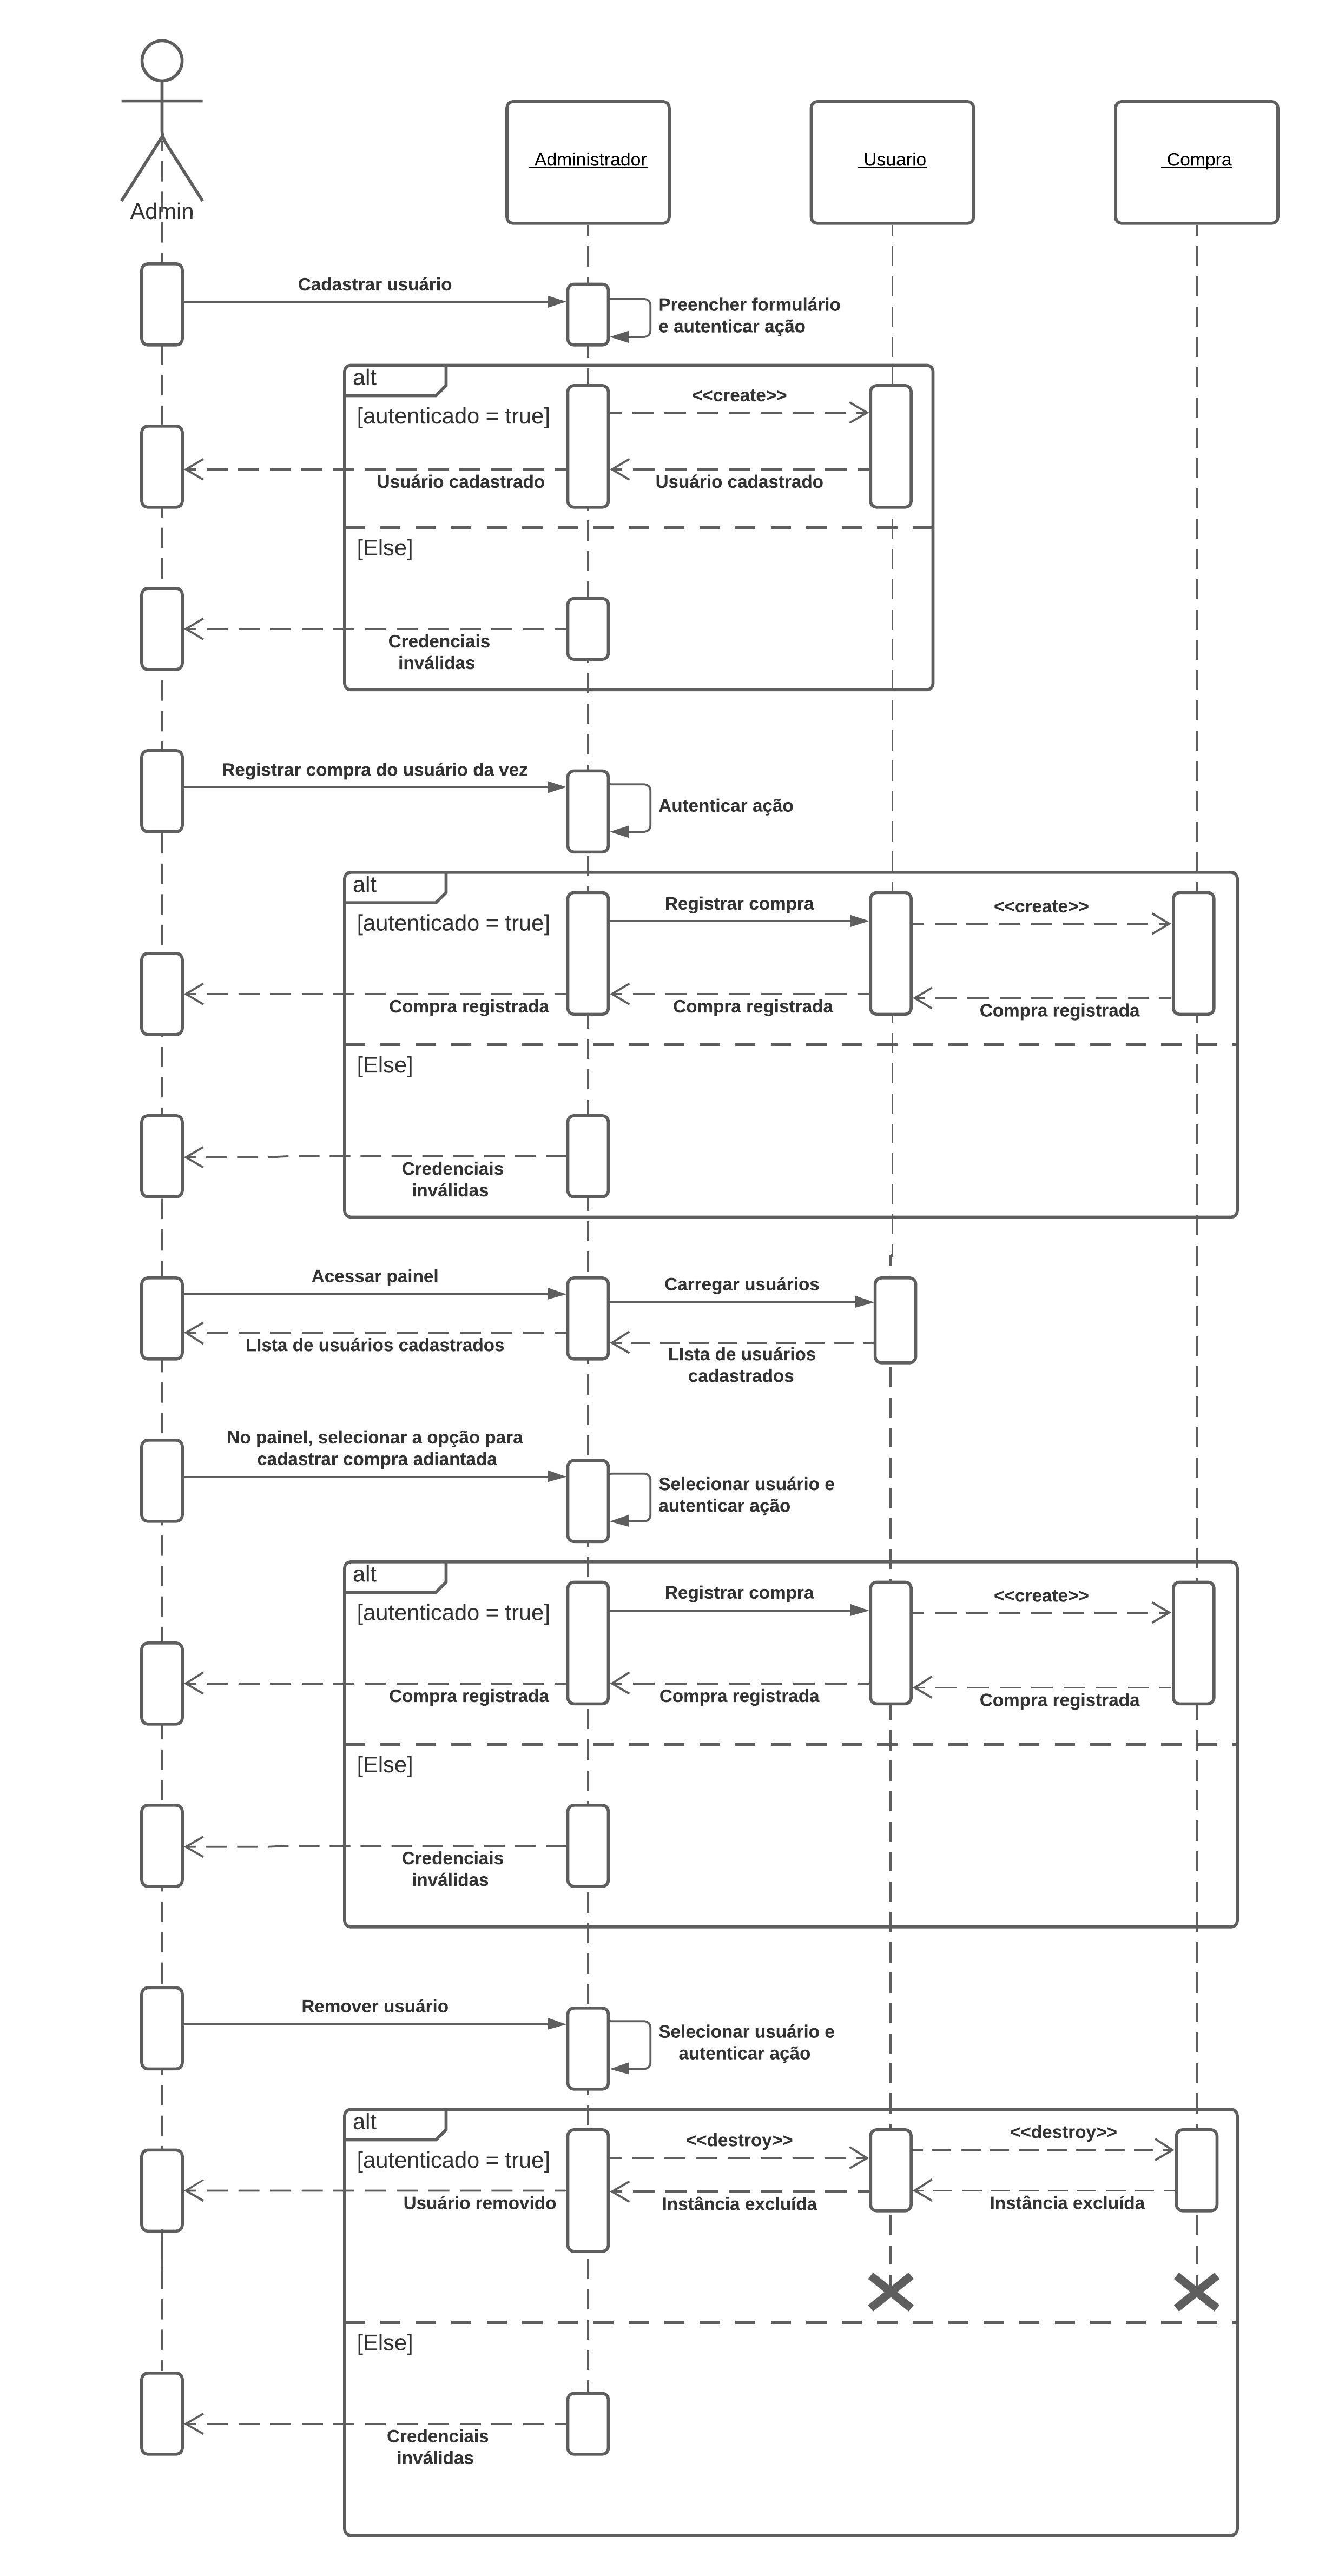 Administrador
Usuario
Compra
Admin
Cadastrar usuário
Preencher formulário
e autenticar ação
alt
[autenticado = true]
<<create>>
Usuário cadastrado
Usuário cadastrado
[Else]
Credenciais
inválidas
Registrar compra do usuário da vez
Autenticar ação
alt
[autenticado = true]
Registrar compra
<<create>>
Compra registrada
Compra registrada
Compra registrada
[Else]
Credenciais
inválidas
Acessar painel
Carregar usuários
LIsta de usuários cadastrados
LIsta de usuários
cadastrados
No painel, selecionar a opção para
cadastrar compra adiantada
Selecionar usuário e
autenticar ação
alt
[autenticado = true]
Registrar compra
<<create>>
Compra registrada
Compra registrada
Compra registrada
[Else]
Credenciais
inválidas
Remover usuário
Selecionar usuário e
autenticar ação
alt
[autenticado = true]
<<destroy>>
<<destroy>>
Usuário removido
Instância excluída
Instância excluída
[Else]
Credenciais
inválidas